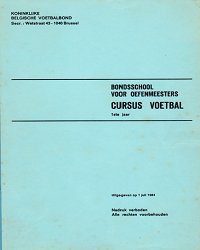 KONINKLIJKE
BELGISCHE VOETBALBOND
Secr. : Wetstraat 43 - 1040 Brussel
BONDSSCHOOL
VOOR OEFENMEESTERS
CURSUS VOETBAL
1ste jaar
Uitgegeven op 1 juli 1981
Nadruk verboden
Alle rechten voorbehouden